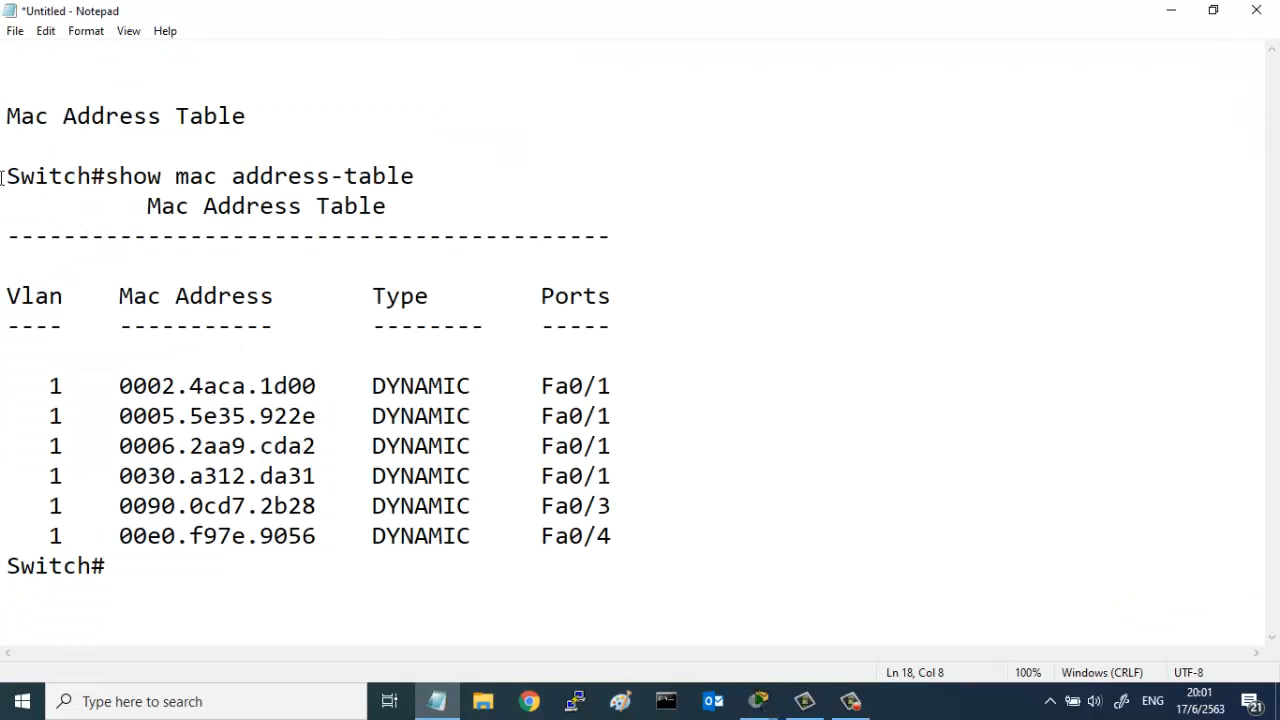 *Untitled - Notepad
File Edit Format View Help
Mac Address Table
Switch#show mac address-table
Mac Address Table
-------------------------------------------
Vlan Mac Address Type Ports
---- ----------- -------- -----
1 0002.4aca.1d00 DYNAMIC Fa0/1
1 0005.5e35.922e DYNAMIC Fa0/1
1 0006.2aa9.cda2 DYNAMIC Fa0/1
1 0030.a312.da31 DYNAMIC Fa0/1
1 0090.0cd7.2b28 DYNAMIC Fa0/3
1 00e0.f97e.9056 DYNAMIC Fa0/4
Switch#
Ln 18, Col 8 100% Windows (CRLF) UTF-8
Type here to search
ENG
20:01
17/6/2563
21